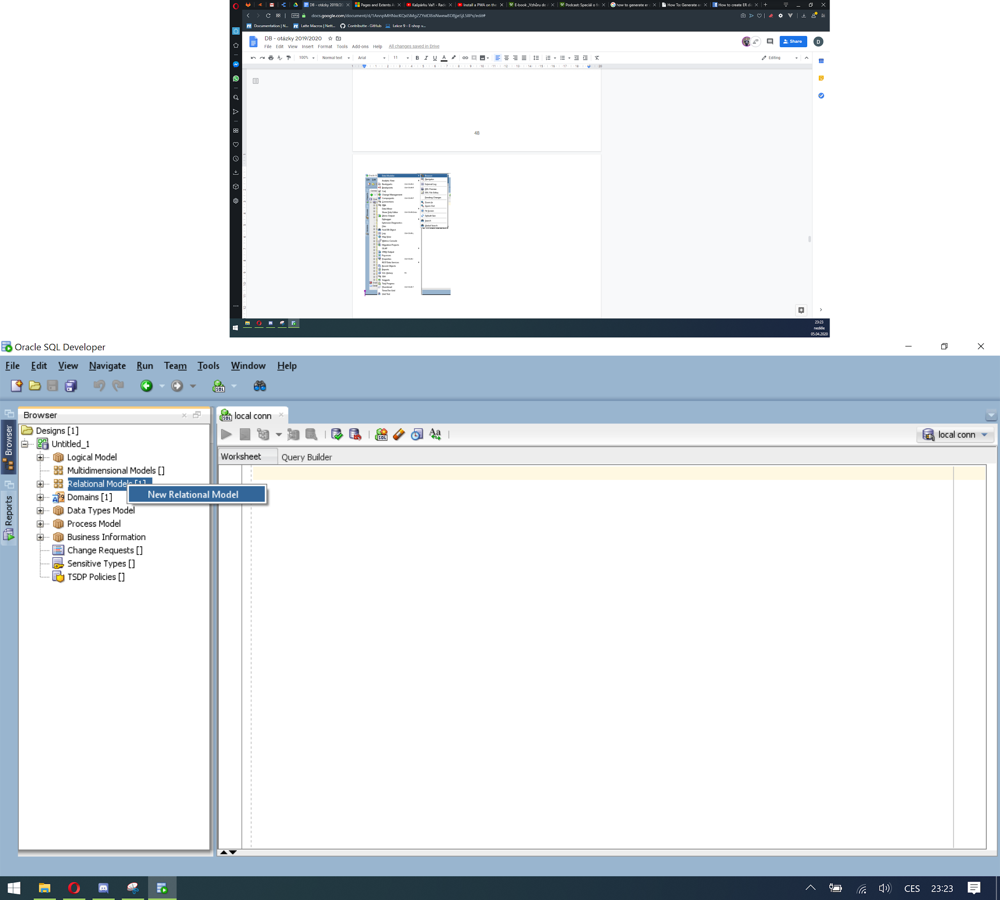 DB - otázky 2019/20
Pages and Extents A
Kašpárku Vař! - Rade
Install a PWA on the
E-book „Vzhůru do
Podcast: Speciál o f
how to generate er
How To: Generate a
How to create ER di
VPN
docs.google.com/document/d/1AnnpMHNxcKQxl5MgZZYstD8isNwew8D8jjeSjL5llPs/edit#
Documentation | N...
Latte Macros | Nett...
Contributte · GitHub
Lekce 9 - E-shop v...
DB - otázky 2019/2020
File Edit View Insert Format Tools Add-ons Help All changes saved in Drive
Share
D
100% Normal text Arial 11 B I U A Editing
48
Data Modeler
Analytic View
Breakpoints
Cart
Change Management
Components
Connections
DBA
Data Miner
Show Only Editor
Dbms Output
Debugger
Extension Diagnostics
Files
Find DB Object
Log
Map View
Metrics Console
Migration Projects
OLAP
OWA Output
Processes
Properties
REST Data Services
Recent Objects
Reports
SQL History
SSH
Snippets
Task Progress
Thumbnail
TimesTen Grid
Unit Test
Browser
Navigator
External Log
DDL Preview
DDL File Editor
Pending Changes
Zoom In
Zoom Out
Fit Screen
Default Size
Search
Global Search
23:23
neděle
05.04.2020
Oracle SQL Developer
File Edit View Navigate Run Team Tools Window Help
Browser
Reports
Browser
Designs [1]
Untitled_1
Logical Model
Multidimensional Models []
Relational Models [1]
New Relational Model
Domains [1]
Data Types Model
Process Model
Business Information
Change Requests []
Sensitive Types []
TSDP Policies []
local conn
local conn
Worksheet Query Builder
CES 23:23